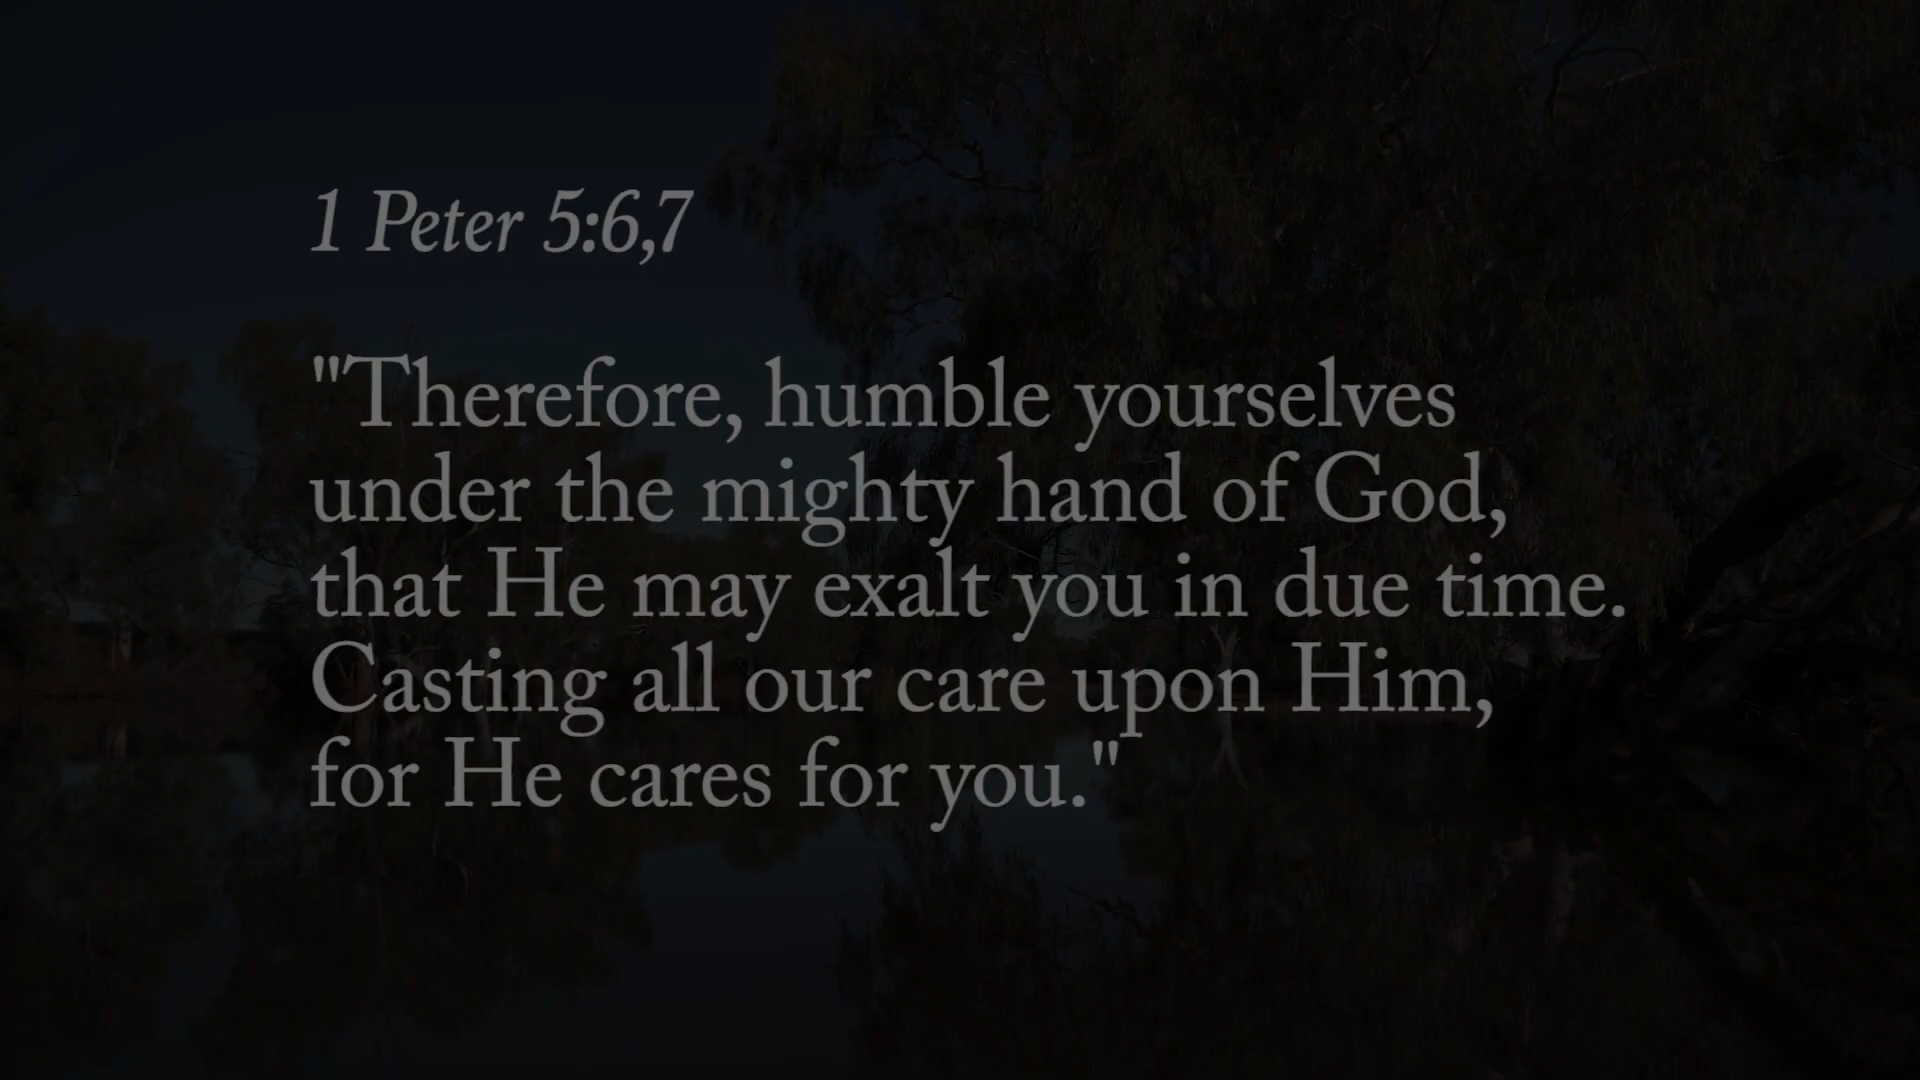 1 Peter 5:6,7
"Therefore, humble yourselves
under the mighty hand of God,
that He may exalt you in due time.
Casting all our care upon Him,
for He cares for you."